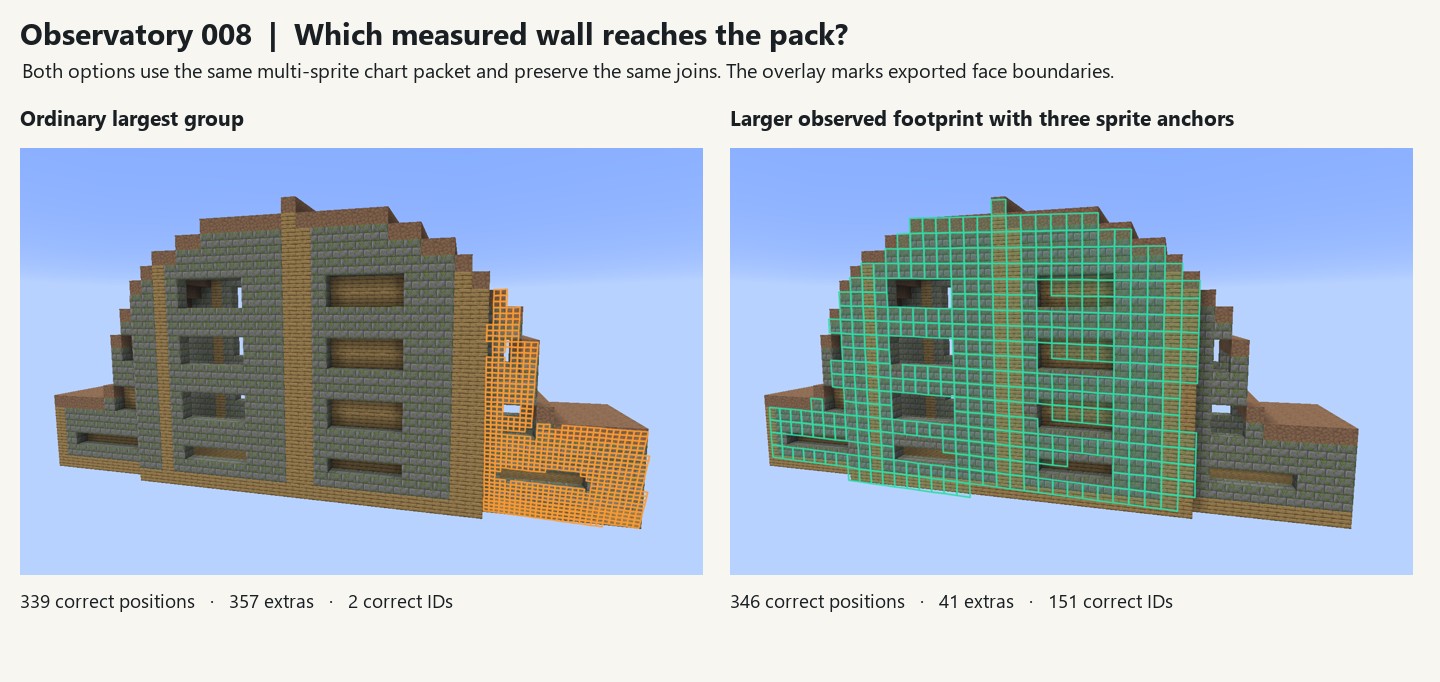 Observatory 008 | Which measured wall reaches the pack?
Both options use the same multi-sprite chart packet and preserve the same joins. The overlay marks exported face boundaries.
Ordinary largest group
Larger observed footprint with three sprite anchors
339 correct positions · 357 extras · 2 correct IDs
346 correct positions · 41 extras · 151 correct IDs